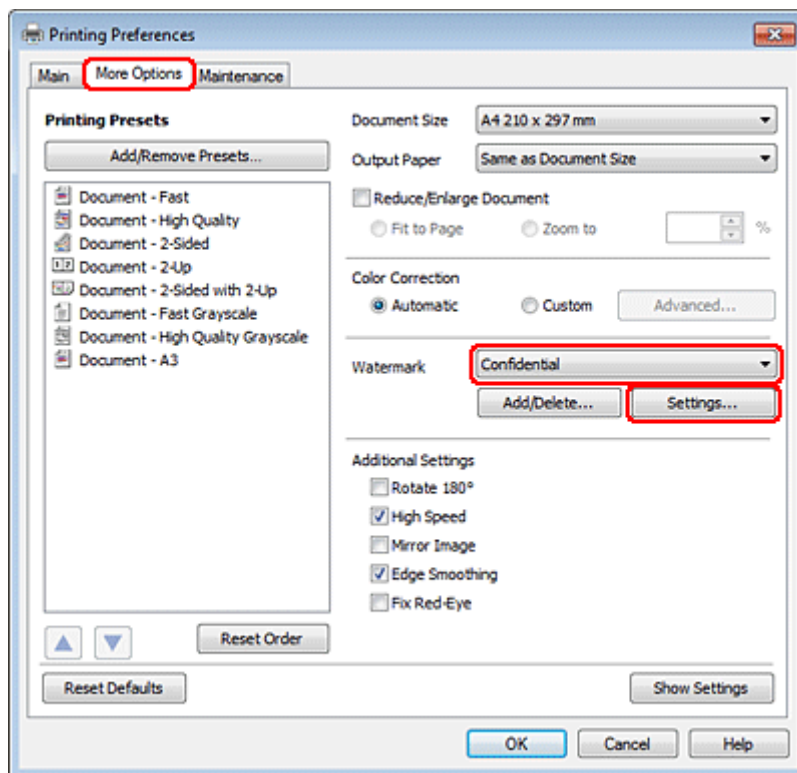 Printing Preferences
Main More Options Maintenance
Printing Presets
Add/Remove Presets...
Document - Fast
Document - High Quality
Document - 2-Sided
Document - 2-Up
Document - 2-Sided with 2-Up
Document - Fast Grayscale
Document - High Quality Grayscale
Document - A3
Reset Order
Document Size A4 210 x 297 mm
Output Paper Same as Document Size
Reduce/Enlarge Document
Fit to Page Zoom to %
Color Correction
Automatic Custom Advanced...
Watermark Confidential
Add/Delete... Settings...
Additional Settings
Rotate 180°
High Speed
Mirror Image
Edge Smoothing
Fix Red-Eye
Reset Defaults Show Settings
OK Cancel Help